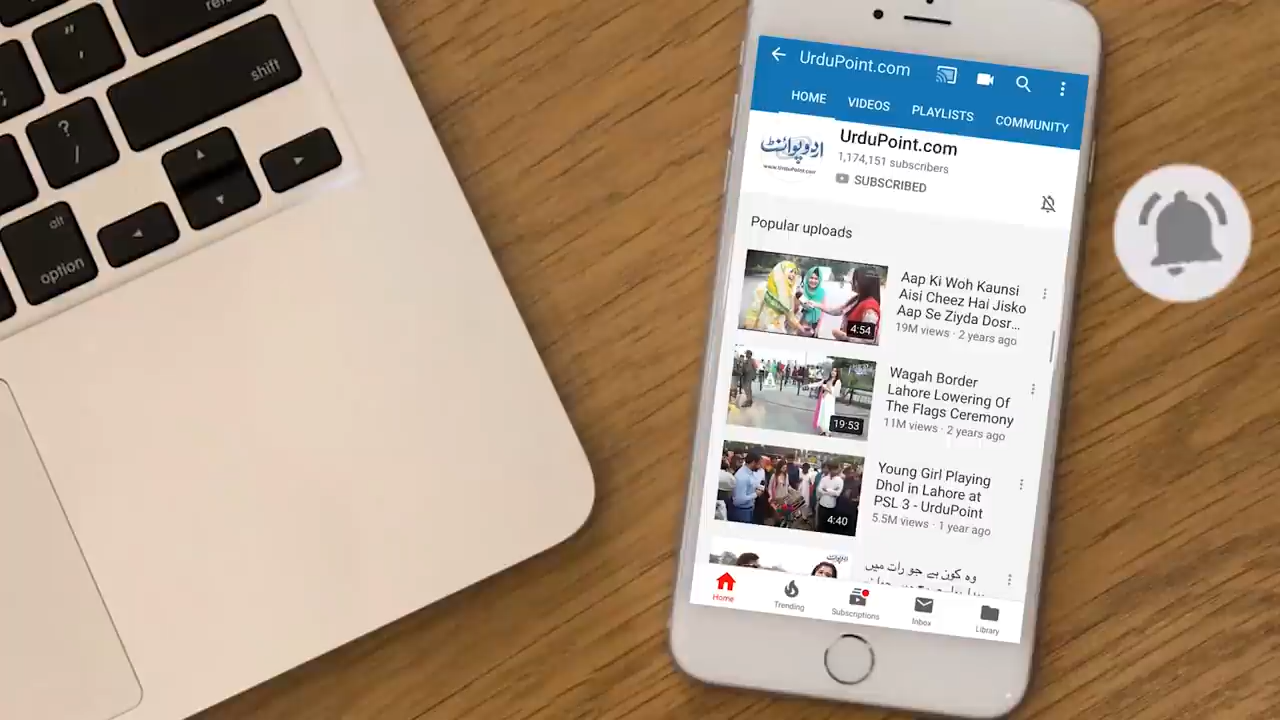 shift
? /
alt
option
UrduPoint.com
HOME VIDEOS PLAYLISTS COMMUNITY
اردوپوائنٹ
www.UrduPoint.com
UrduPoint.com
1,174,151 subscribers
SUBSCRIBED
Popular uploads
4:54
Aap Ki Woh Kaunsi
Aisi Cheez Hai Jisko
Aap Se Ziyda Dosr...
19M views · 2 years ago
19:53
Wagah Border
Lahore Lowering Of
The Flags Ceremony
11M views · 2 years ago
4:40
Young Girl Playing
Dhol in Lahore at
PSL 3 - UrduPoint
5.5M views · 1 year ago
وہ کون ہے جو رات میں
Home Trending Subscriptions Inbox Library